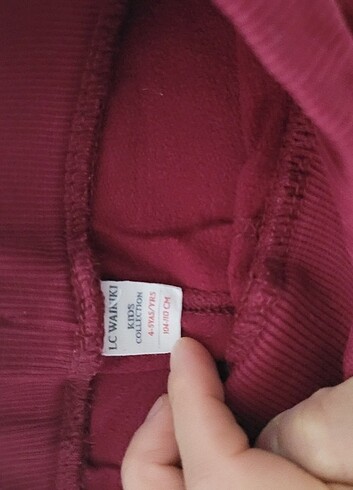 LC WAIKIKI
KIDS
COLLECTION
4-5YAŞ/YRS
104-110 CM